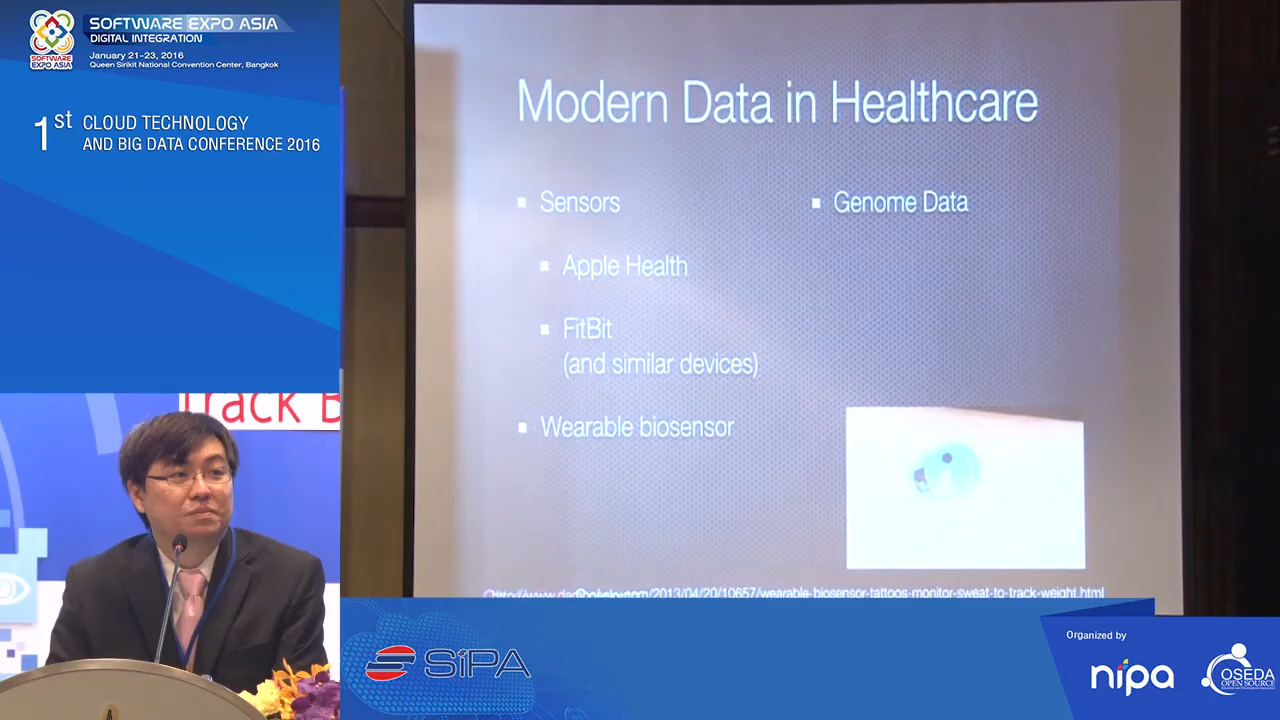 SOFTWARE EXPO ASIA
DIGITAL INTEGRATION
January 21-23, 2016
Queen Sirikit National Convention Center, Bangkok
SOFTWARE
EXPO ASIA
1st CLOUD TECHNOLOGY
AND BIG DATA CONFERENCE 2016
Track B
Modern Data in Healthcare
▪ Sensors
▪ Apple Health
▪ FitBit
(and similar devices)
▪ Wearable biosensor
▪ Genome Data
/2013/04/20/10657/wearable-biosensor-tattoos-monitor-sweat-to-track-weight.html
SiPA
Organized by
nipa
OSEDA
OPEN SOURCE